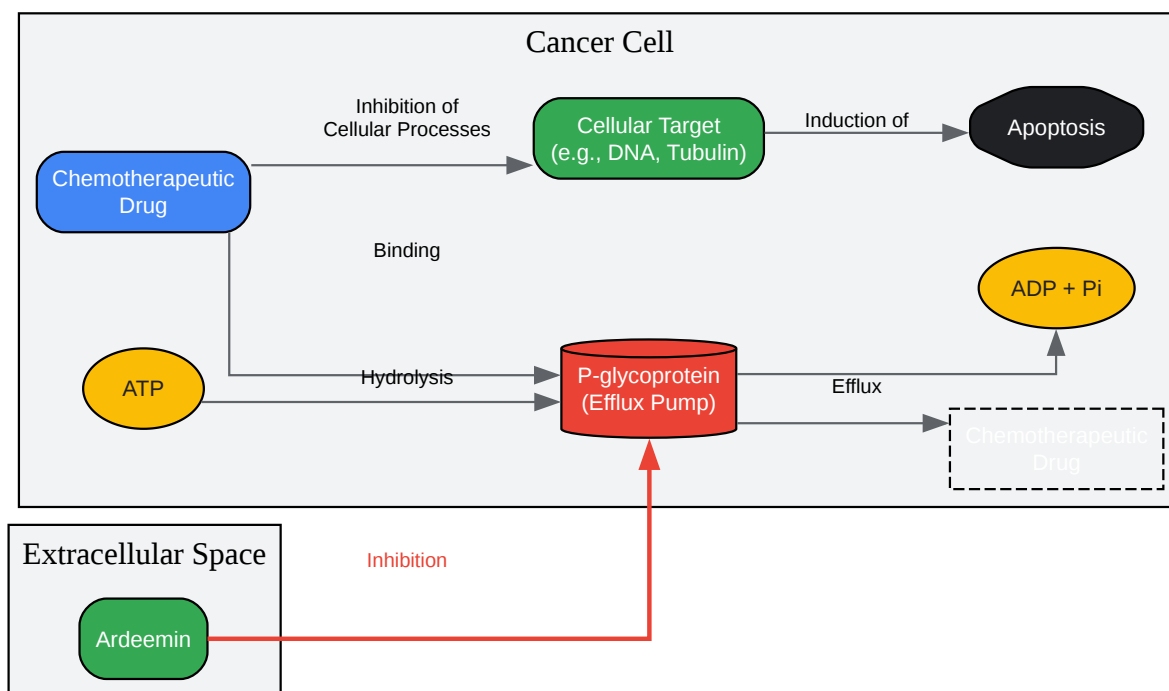 Cancer Cell
Inhibition of
Cellular Processes
Cellular Target
(e.g., DNA, Tubulin)
Induction of
Apoptosis
Chemotherapeutic
Drug
Binding
ADP + Pi
ATP
Hydrolysis
P-glycoprotein
(Efflux Pump)
Efflux
Chemotherapeutic
Drug
Extracellular Space
Inhibition
Ardeemin